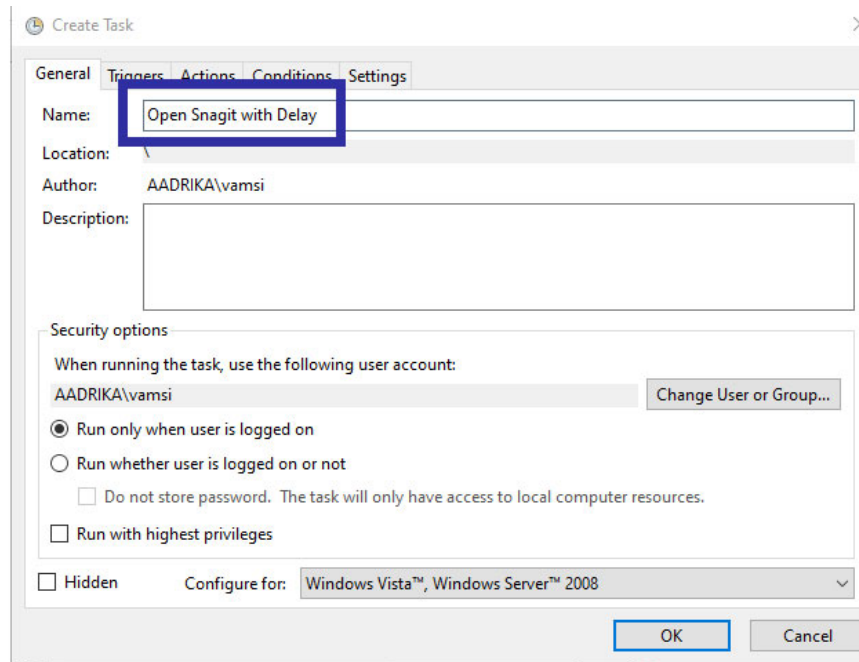 Create Task
General Triggers Actions Conditions Settings
Name: Open Snagit with Delay
Location: \
Author: AADRIKA\vamsi
Description:
Security options
When running the task, use the following user account:
AADRIKA\vamsi Change User or Group...
Run only when user is logged on
Run whether user is logged on or not
Do not store password. The task will only have access to local computer resources.
Run with highest privileges
Hidden Configure for: Windows Vista™, Windows Server™ 2008
OK Cancel